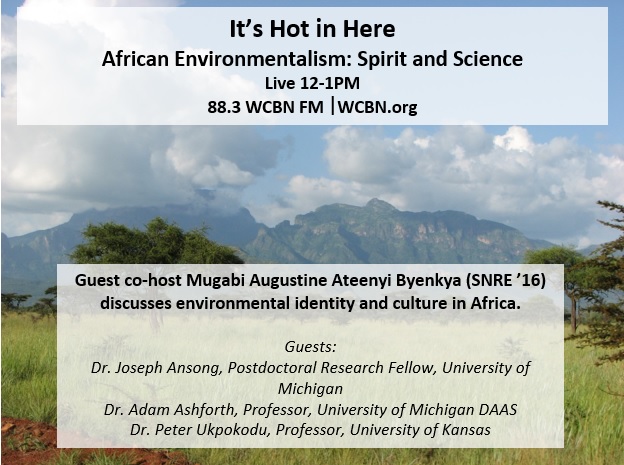 It’s Hot in Here
African Environmentalism: Spirit and Science
Live 12-1PM
88.3 WCBN FM |WCBN.org
Guest co-host Mugabi Augustine Ateenyi Byenkya (SNRE ’16)
discusses environmental identity and culture in Africa.
Guests:
Dr. Joseph Ansong, Postdoctoral Research Fellow, University of
Michigan
Dr. Adam Ashforth, Professor, University of Michigan DAAS
Dr. Peter Ukpokodu, Professor, University of Kansas